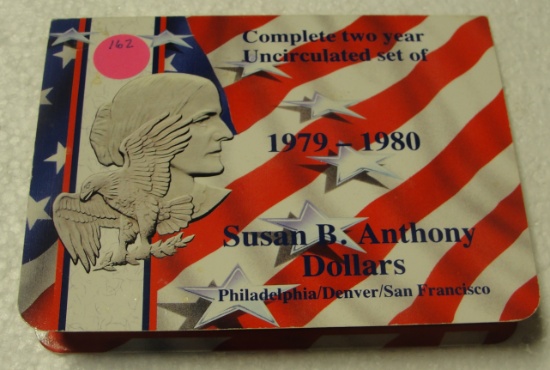 162
Complete two year
Uncirculated set of
1979 - 1980
Susan B. Anthony
Dollars
Philadelphia/Denver/San Francisco